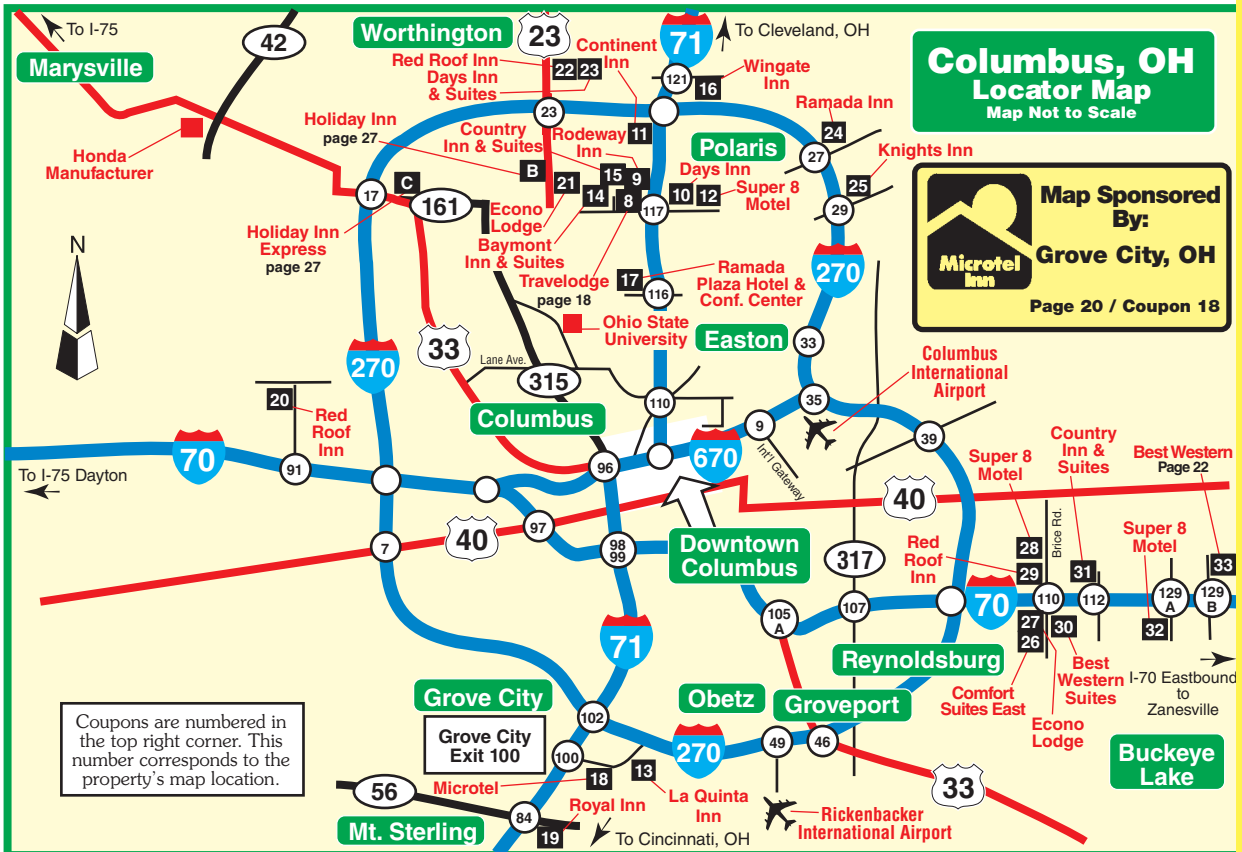 To I-75
42
Marysville
Honda
Manufacturer
Worthington
23
Red Roof Inn
22
23
Days Inn
& Suites
Continent
Inn
71
To Cleveland, OH
121
16
Wingate
Inn
Columbus, OH
Locator Map
Map Not to Scale
Ramada Inn
24
27
Knights Inn
25
29
Polaris
23
Holiday Inn
page 27
Country
Inn & Suites
Rodeway
Inn
11
B
15
9
21
14
8
117
10
12
Days Inn
Super 8
Motel
17
C
161
Econo
Lodge
Baymont
Inn & Suites
Travelodge
page 18
Holiday Inn
Express
page 27
Map Sponsored
By:
Grove City, OH
Page 20 / Coupon 18
Microtel
Inn
N
17
116
Ramada
Plaza Hotel &
Conf. Center
270
Ohio State
University
Easton
33
Columbus
International
Airport
270
33
Lane Ave.
315
Columbus
110
35
9
Int'l Gateway
39
20
Red
Roof
Inn
70
91
To I-75 Dayton
96
670
Super 8
Motel
Country
Inn &
Suites
Best Western
Page 22
40
97
40
7
98
99
Downtown
Columbus
317
Red
Roof
Inn
28
29
Brice Rd.
Super 8
Motel
31
33
105
A
107
70
110
112
129
A
129
B
27
26
30
32
71
Reynoldsburg
Comfort
Suites East
Econo
Lodge
Best
Western
Suites
I-70 Eastbound
to
Zanesville
Buckeye
Lake
Grove City
Grove City
Exit 100
102
Obetz
Groveport
270
49
46
33
Coupons are numbered in
the top right corner. This
number corresponds to the
property's map location.
100
Microtel
18
13
La Quinta
Inn
56
84
Royal Inn
19
Mt. Sterling
To Cincinnati, OH
Rickenbacker
International Airport